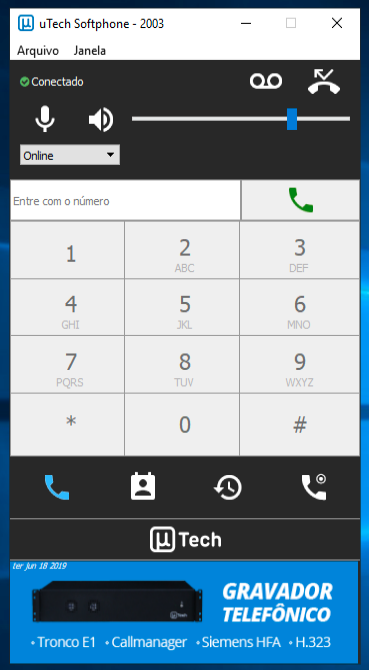 µ uTech Softphone - 2003
Arquivo Janela
Conectado
Online
Entre com o número
1
2
ABC
3
DEF
4
GHI
5
JKL
6
MNO
7
PQRS
8
TUV
9
WXYZ
*
0
#
µ Tech
ter jun 18 2019
GRAVADOR
TELEFÔNICO
µTech
• Tronco E1 • Callmanager • Siemens HFA • H.323